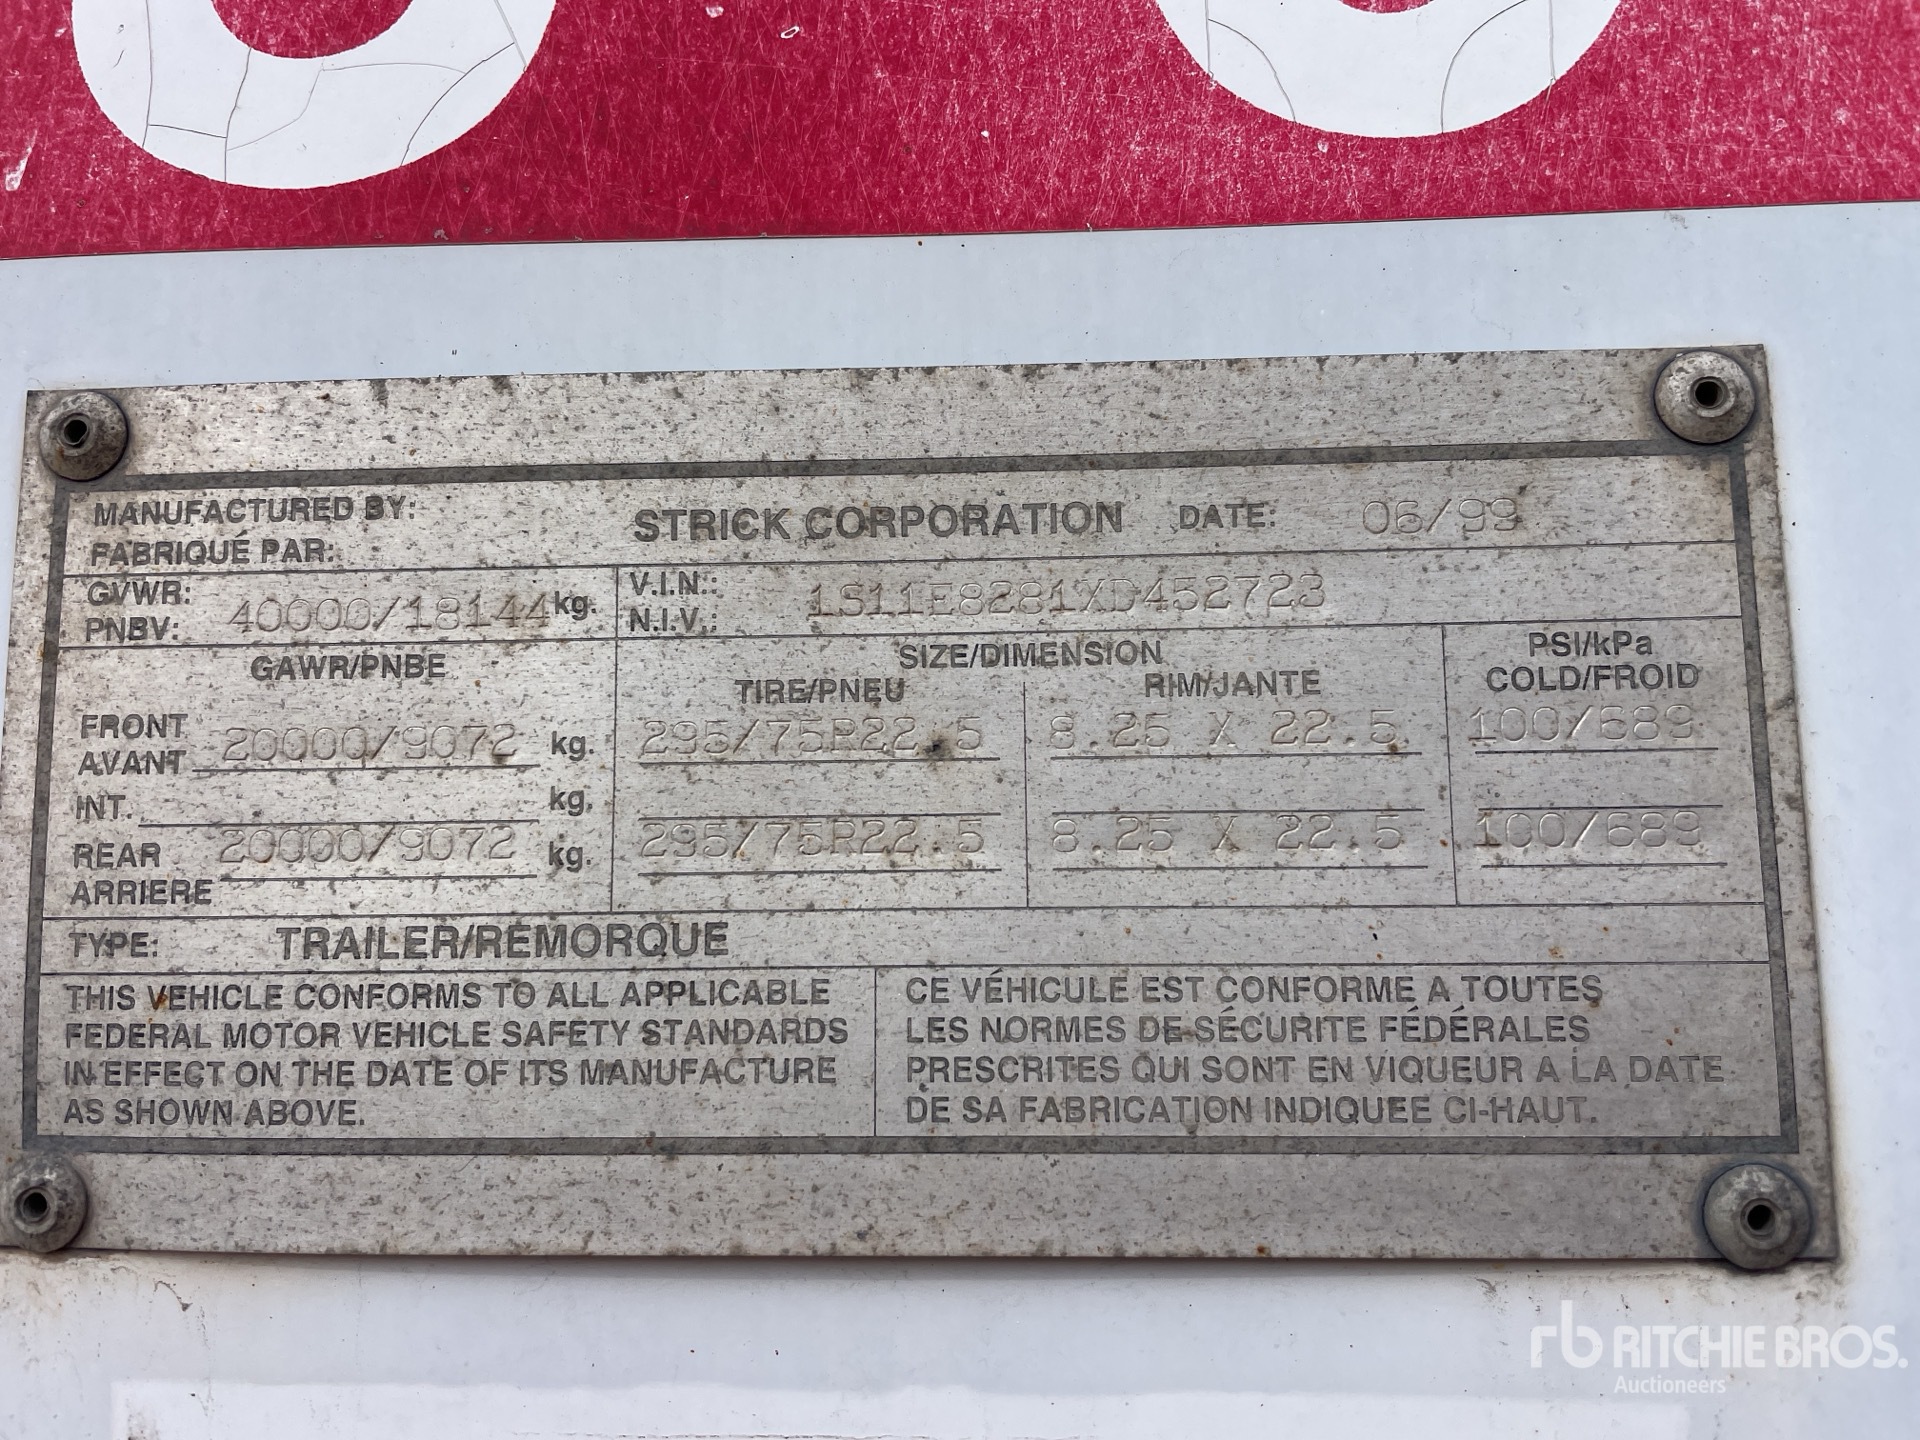 MANUFACTURED BY:
FABRIQUÉ PAR:
STRICK CORPORATION DATE: 06/99
GVWR:
PNBV: 40000/18144 kg.
V.I.N.:
N.I.V.: 1S11E8281XD452723
GAWR/PNBE
SIZE/DIMENSION
TIRE/PNEU
RIM/JANTE
PSI/kPa
COLD/FROID
FRONT
AVANT 20000/9072 kg. 295/75R22.5 8.25 X 22.5 100/689
INT. kg.
REAR
ARRIERE 20000/9072 kg. 295/75R22.5 8.25 X 22.5 100/689
TYPE: TRAILER/REMORQUE
THIS VEHICLE CONFORMS TO ALL APPLICABLE
FEDERAL MOTOR VEHICLE SAFETY STANDARDS
IN EFFECT ON THE DATE OF ITS MANUFACTURE
AS SHOWN ABOVE.
CE VÉHICULE EST CONFORME A TOUTES
LES NORMES DE SÉCURITE FÉDÉRALES
PRESCRITES QUI SONT EN VIQUEUR A LA DATE
DE SA FABRICATION INDIQUEE CI-HAUT.
rb RITCHIE BROS.
Auctioneers